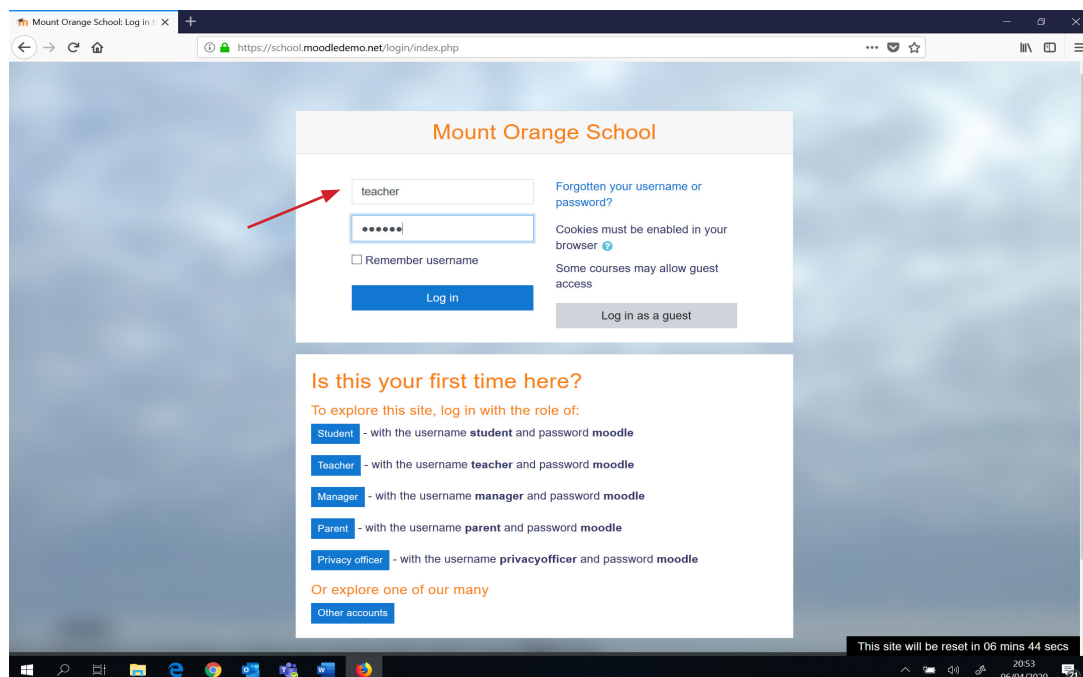 Mount Orange School: Log in t
https://school.moodledemo.net/login/index.php
Mount Orange School
teacher
••••••
Remember username
Log in
Forgotten your username or
password?
Cookies must be enabled in your
browser
Some courses may allow guest
access
Log in as a guest
Is this your first time here?
To explore this site, log in with the role of:
Student - with the username student and password moodle
Teacher - with the username teacher and password moodle
Manager - with the username manager and password moodle
Parent - with the username parent and password moodle
Privacy officer - with the username privacyofficer and password moodle
Or explore one of our many
Other accounts
This site will be reset in 06 mins 44 secs
20:53
06/04/2020
21